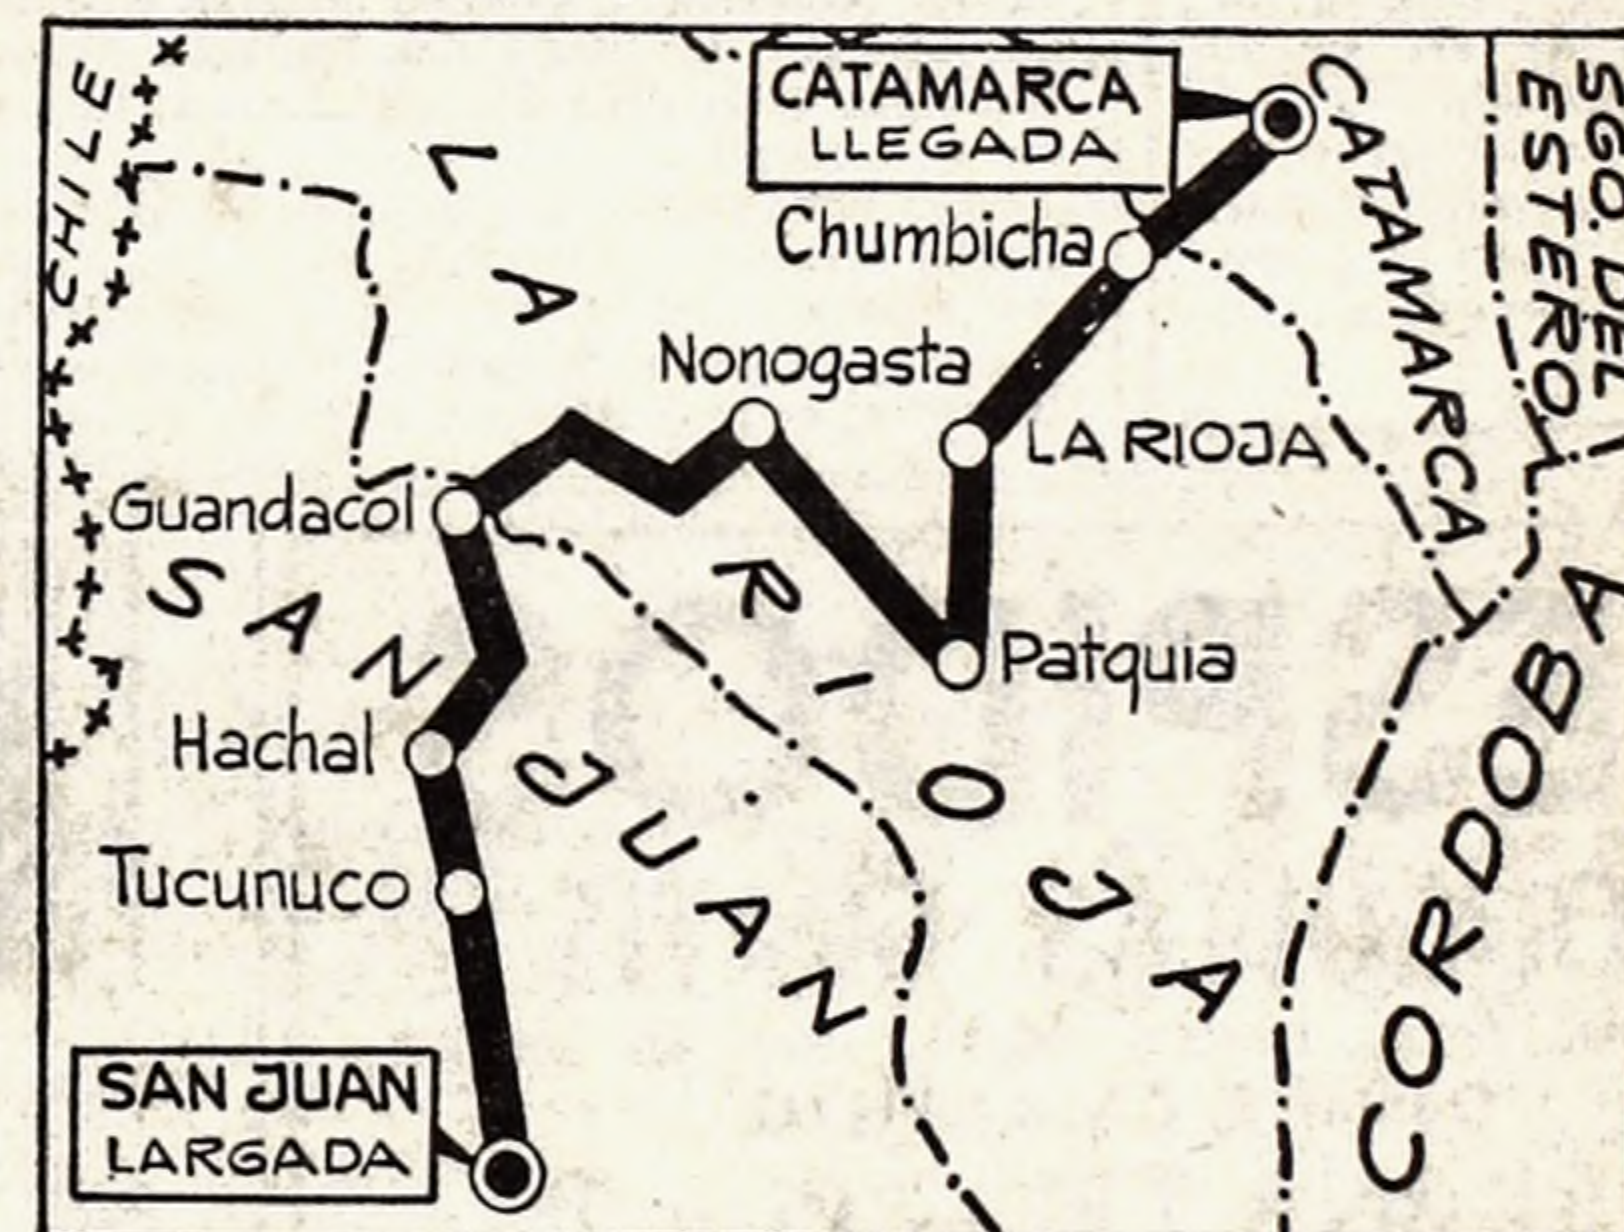 CHILE
CATAMARCA
LLEGADA
CATAMARCA
SGO. DEL
ESTERO
Chumbicha
Nonogasta
LA RIOJA
LA RIOJA
Guandacol
Patquia
SAN JUAN
Hachal
Tucunuco
CORDOBA
SAN JUAN
LARGADA